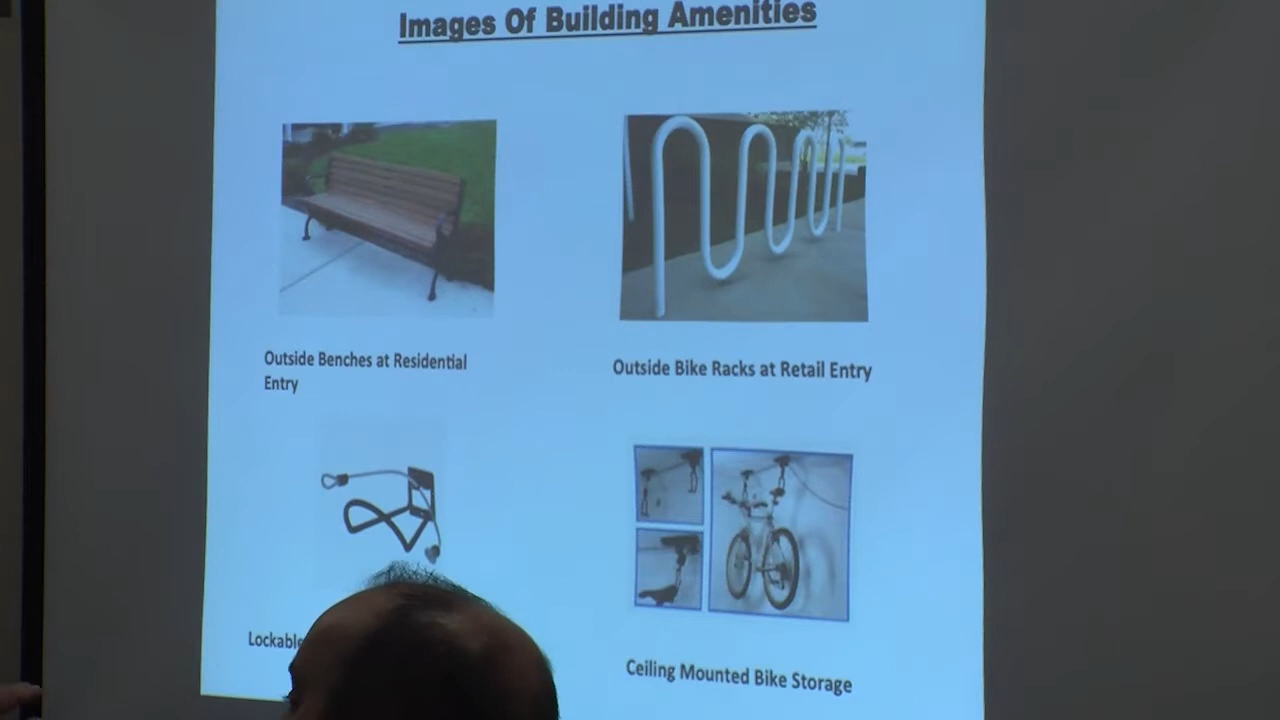 Images Of Building Amenities
Outside Benches at Residential
Entry
Outside Bike Racks at Retail Entry
Ceiling Mounted Bike Storage